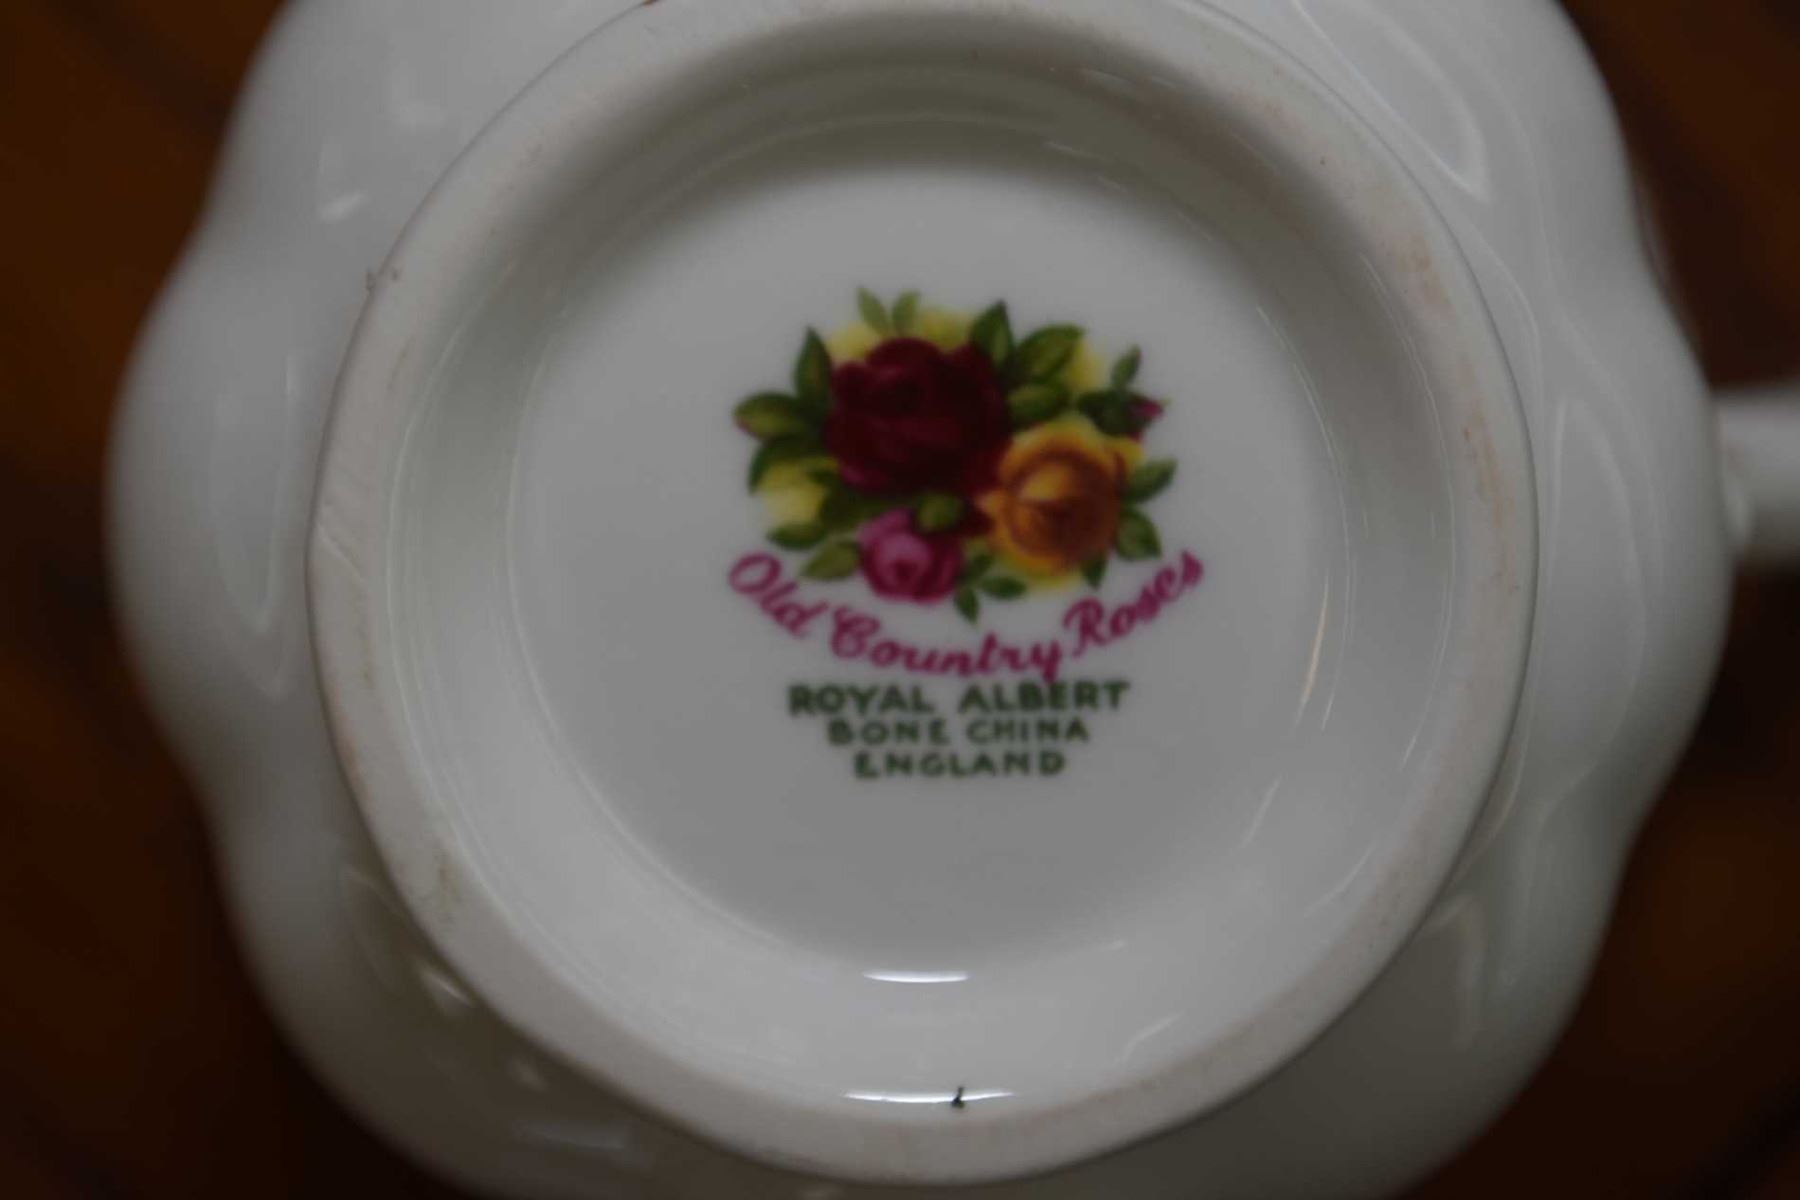 Old Country Roses
ROYAL ALBERT
BONE CHINA
ENGLAND